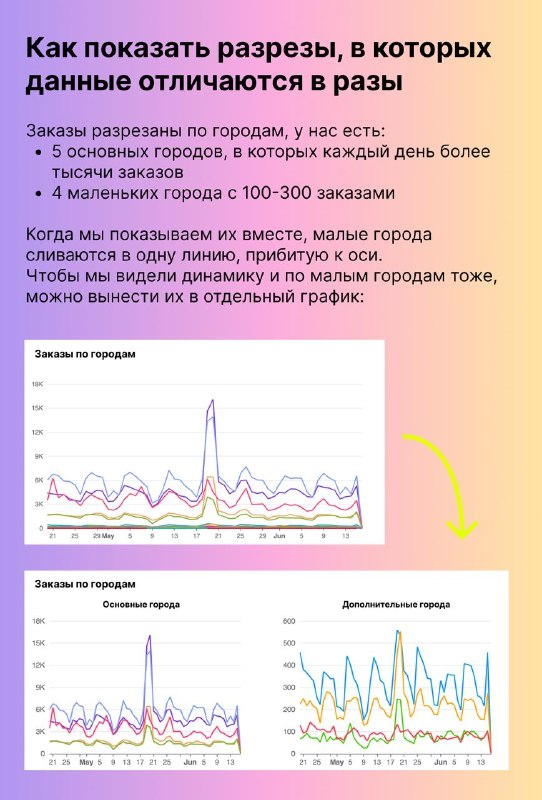 Как показать разрезы, в которых
данные отличаются в разы
Заказы разрезаны по городам, у нас есть:
• 5 основных городов, в которых каждый день более
тысячи заказов
• 4 маленьких города с 100-300 заказами
Когда мы показываем их вместе, малые города
сливаются в одну линию, прибитую к оси.
Чтобы мы видели динамику и по малым городам тоже,
можно вынести их в отдельный график:
Заказы по городам
18K
15K
12K
9K
6K
3K
0
21 25 29 May 5 9 13 17 21 25 29 Jun 5 9 13
Заказы по городам
Основные города
18K
15K
12K
9K
6K
3K
0
21 25 May 5 9 13 17 21 25 Jun 5 9 13
Дополнительные города
600
500
400
300
200
100
0
21 25 May 5 9 13 17 21 25 Jun 5 9 13